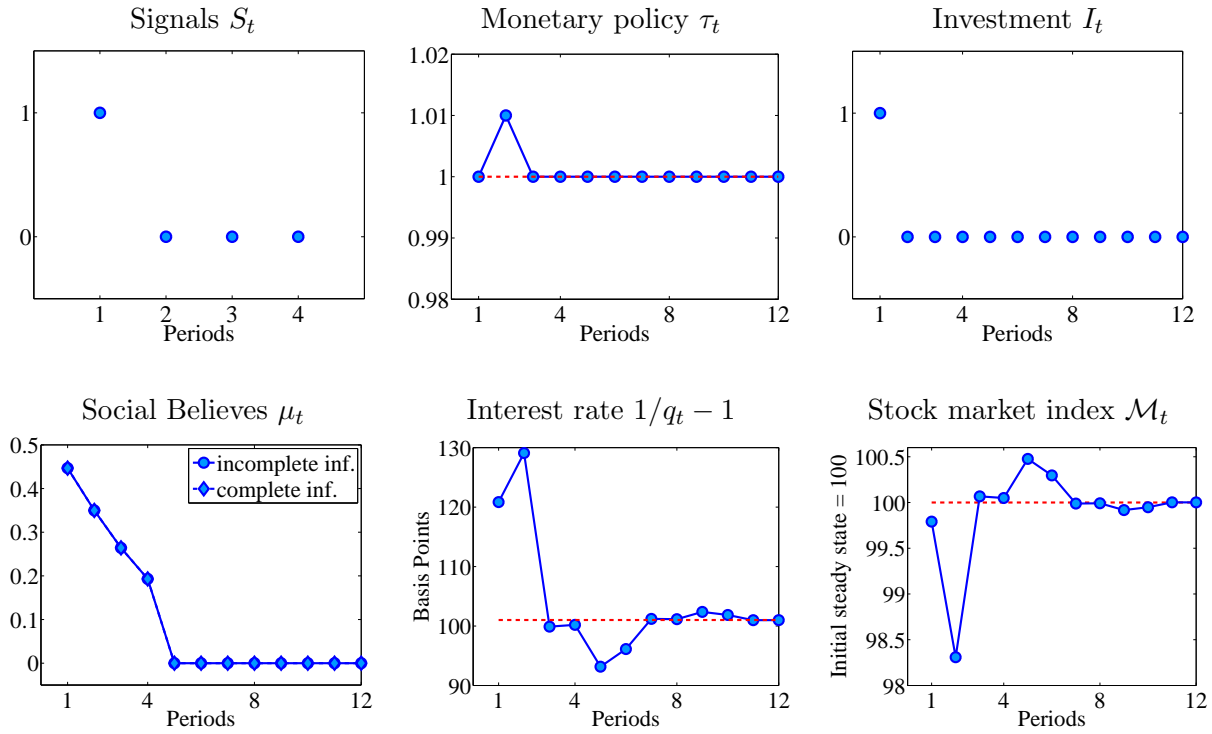 Signals S_t
1
0
1 2 3 4
Periods
Monetary policy τ_t
1.02
1.01
1
0.99
0.98
1 4 8 12
Periods
Investment I_t
1
0
1 4 8 12
Periods
Social Believes μ_t
0.5
0.4
0.3
0.2
0.1
0
incomplete inf.
complete inf.
1 4 8 12
Periods
Interest rate 1/q_t − 1
Basis Points
130
120
110
100
90
1 4 8 12
Periods
Stock market index ℳ_t
Initial steady state = 100
100.5
100
99.5
99
98.5
98
1 4 8 12
Periods